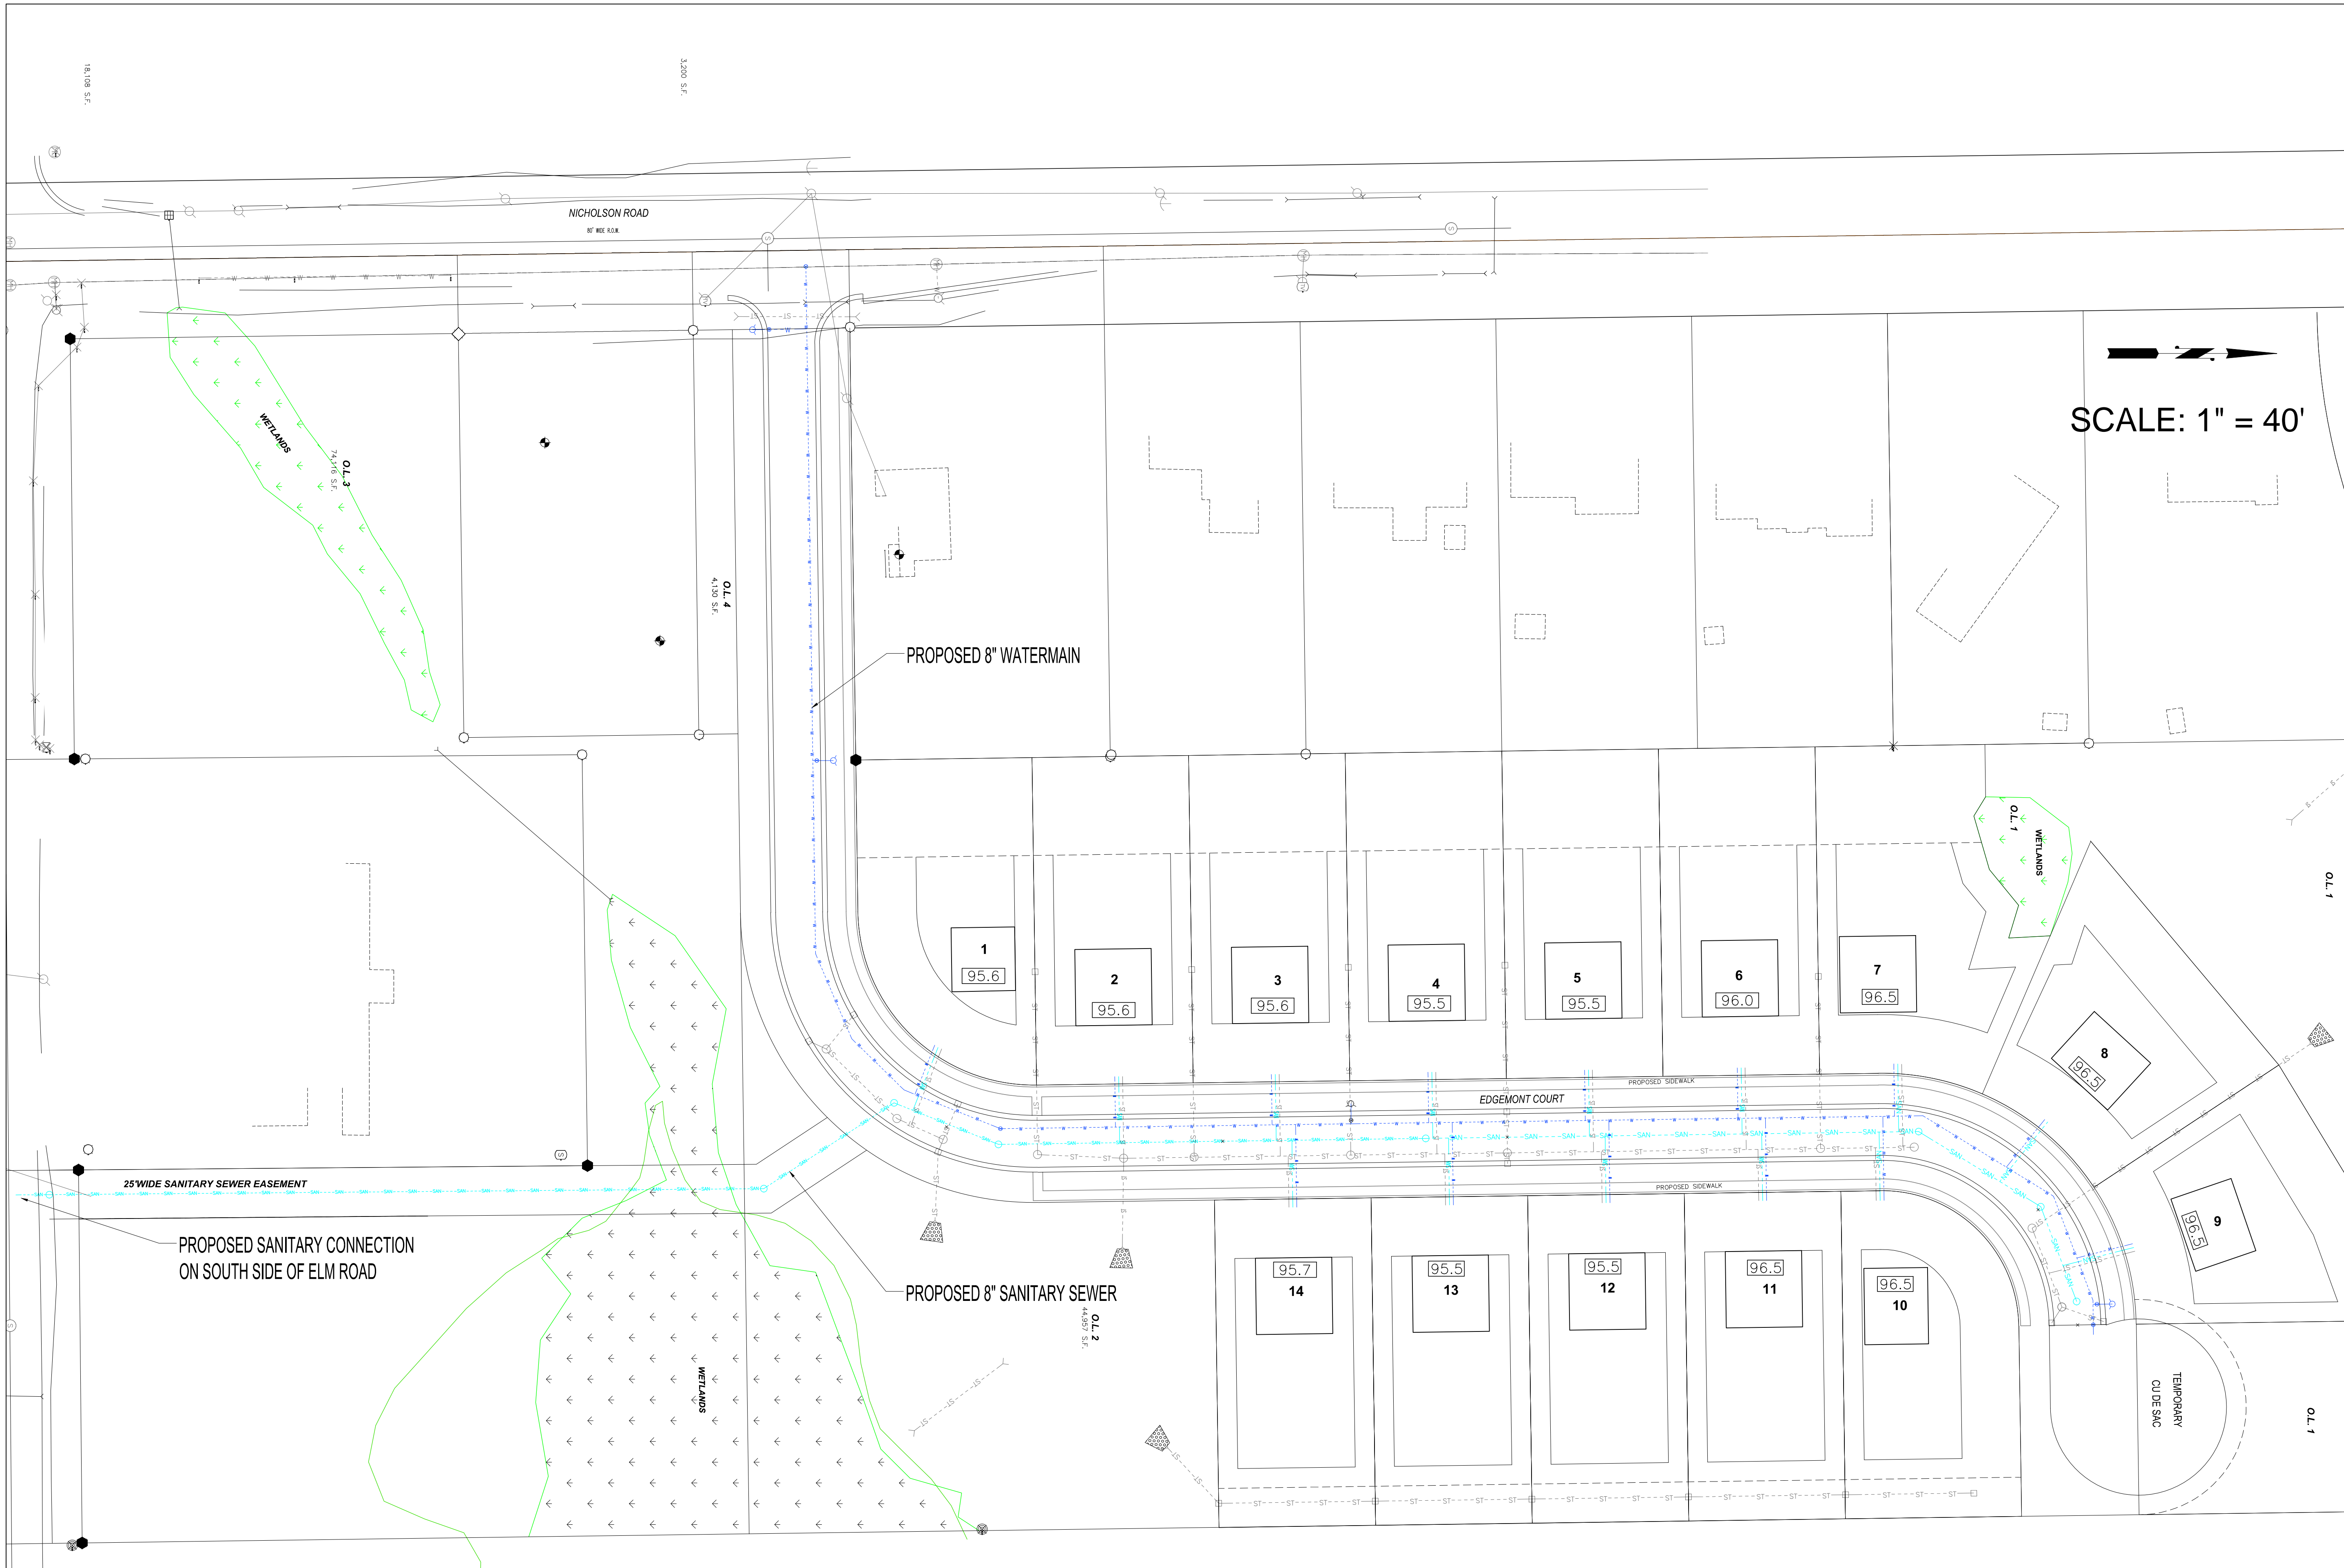 18,108 S.F.
3,200 S.F.
NICHOLSON ROAD
80' WIDE R.O.W.
SCALE: 1" = 40'
WETLANDS
O.L. 3
74,116 S.F.
O.L. 4
4,130 S.F.
PROPOSED 8" WATERMAIN
O.L. 1
WETLANDS
O.L. 1
1
95.6
2
95.6
3
95.6
4
95.5
5
95.5
6
96.0
7
96.5
8
96.5
9
96.5
PROPOSED SIDEWALK
EDGEMONT COURT
PROPOSED SIDEWALK
25'WIDE SANITARY SEWER EASEMENT
PROPOSED SANITARY CONNECTION
ON SOUTH SIDE OF ELM ROAD
PROPOSED 8" SANITARY SEWER
O.L. 2
44,957 S.F.
WETLANDS
95.7
14
95.5
13
95.5
12
96.5
11
96.5
10
TEMPORARY
CU DE SAC
O.L. 1